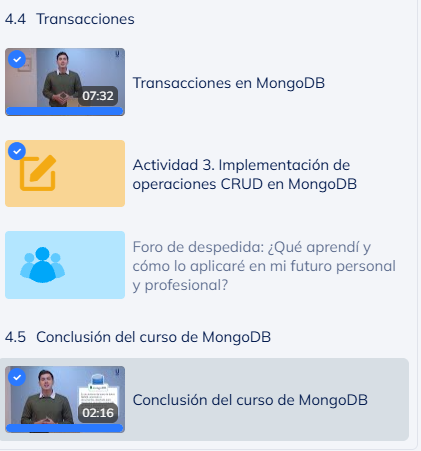 4.4 Transacciones
07:32
Transacciones en MongoDB
Actividad 3. Implementación de
operaciones CRUD en MongoDB
Foro de despedida: ¿Qué aprendí y
cómo lo aplicaré en mi futuro personal
y profesional?
4.5 Conclusión del curso de MongoDB
02:16
Conclusión del curso de MongoDB